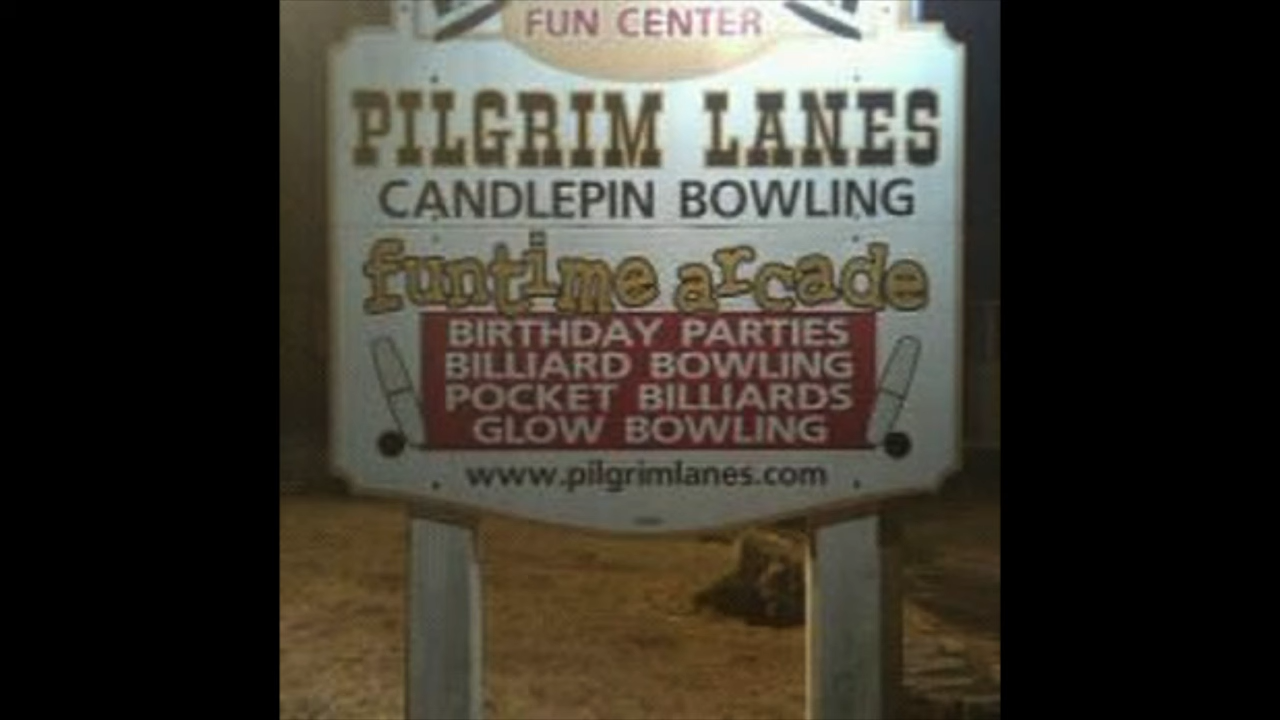 FUN CENTER
PILGRIM LANES
CANDLEPIN BOWLING
funtime arcade
BIRTHDAY PARTIES
BILLIARD BOWLING
POCKET BILLIARDS
GLOW BOWLING
www.pilgrimlanes.com